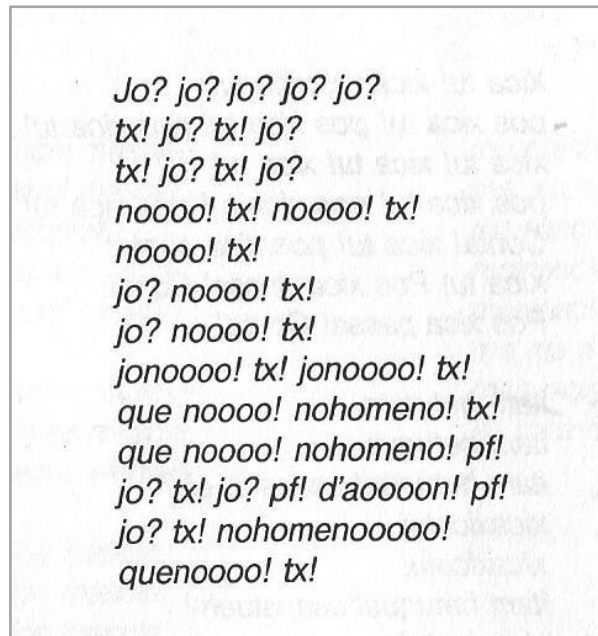 Jo? jo? jo? jo? jo?
tx! jo? tx! jo?
tx! jo? tx! jo?
noooo! tx! noooo! tx!
noooo! tx!
jo? noooo! tx!
jo? noooo! tx!
jonoooo! tx! jonoooo! tx!
que noooo! nohomeno! tx!
que noooo! nohomeno! pf!
jo? tx! jo? pf! d'aoooon! pf!
jo? tx! nohomenooooo!
quenoooo! tx!